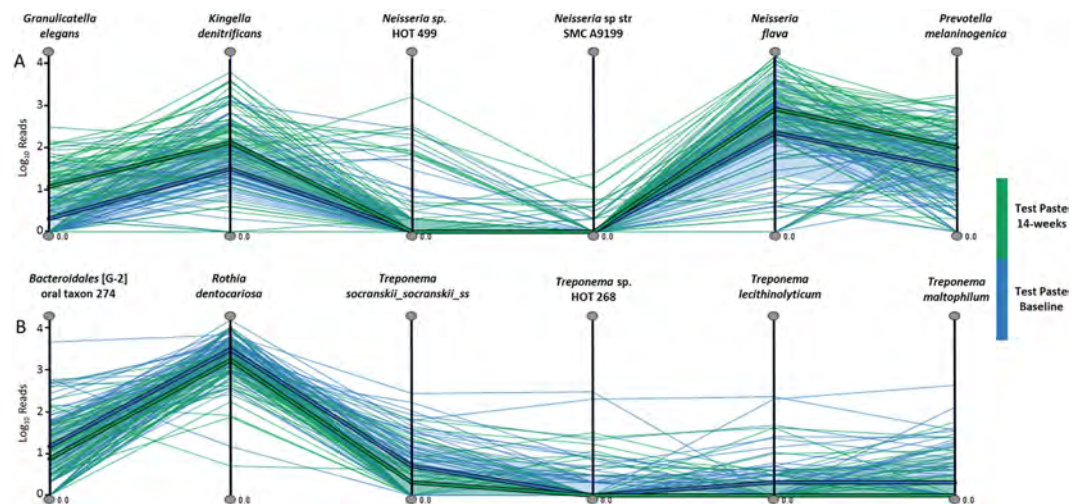 Granulicatella
elegans
Kingella
denitrificans
Neisseria sp.
HOT 499
Neisseria sp str
SMC A9199
Neisseria
flava
Prevotella
melaninogenica
A
4
3
2
1
0
Log10 Reads
0.0
0.0
0.0
0.0
0.0
0.0
Test Paste
14-weeks
Test Paste
Baseline
Bacteroidales [G-2]
oral taxon 274
Rothia
dentocariosa
Treponema
socranskii_socranskii_ss
Treponema sp.
HOT 268
Treponema
lecithinolyticum
Treponema
maltophilum
B
4
3
2
1
0
Log10 Reads
0.0
0.0
0.0
0.0
0.0
0.0